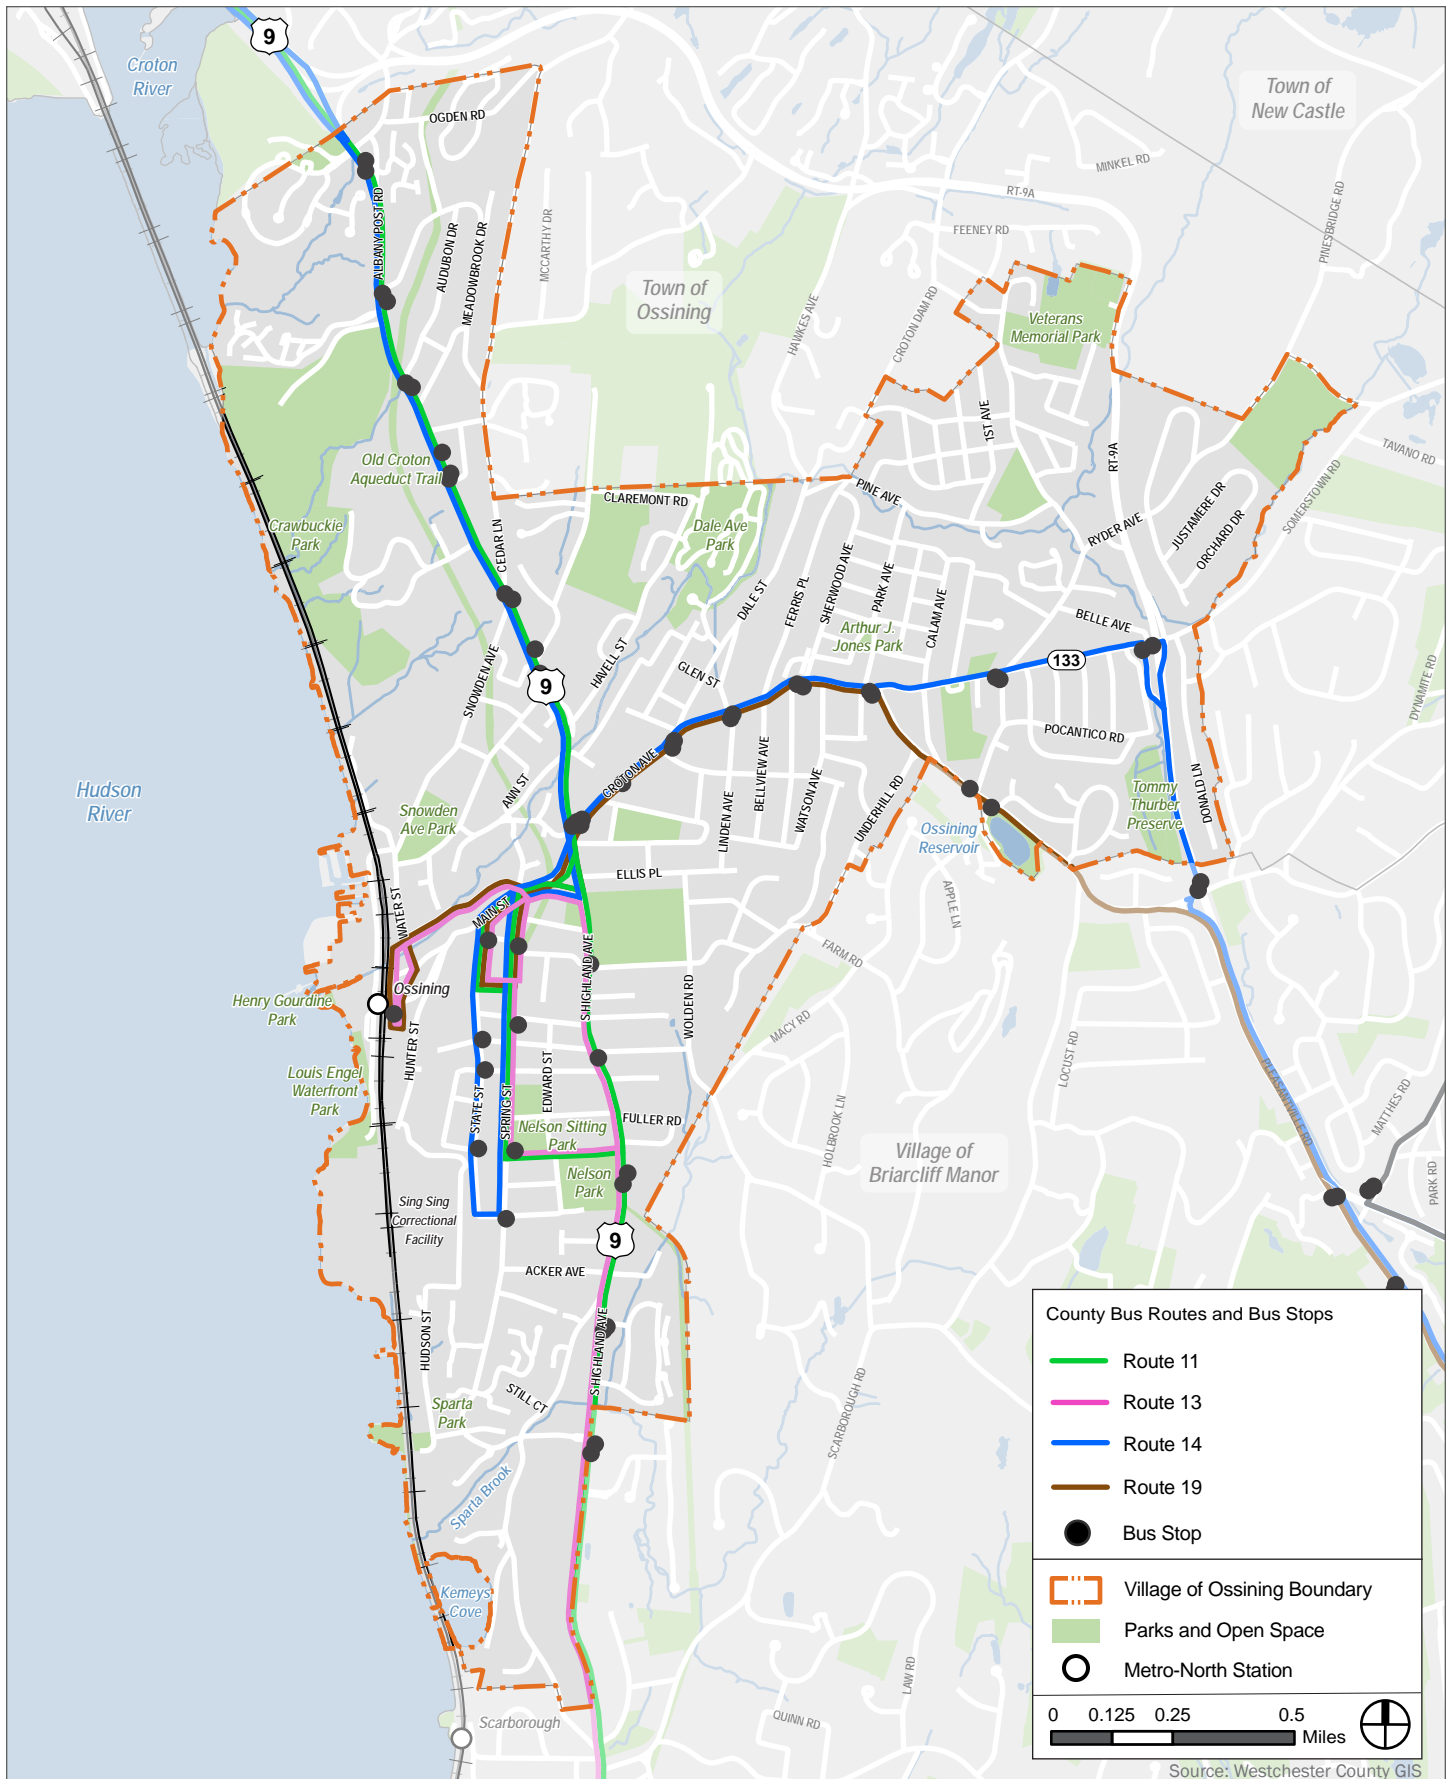 9
Croton
River
Town of
New Castle
OGDEN RD
MINKEL RD
RT-9A
PINESBRIDGE RD
ALBANY POST RD
AUDUBON DR
MEADOWBROOK DR
MCCARTHY DR
FEENEY RD
Town of
Ossining
HAWKES AVE
CROTON DAM RD
Veterans
Memorial Park
1ST AVE
RT-9A
TAVANO RD
SOMERSTOWN RD
Old Croton
Aqueduct Trail
CLAREMONT RD
PINE AVE
JUSTAMERE DR
ORCHARD DR
RYDER AVE
Crawbuckie
Park
CEDAR LN
Dale Ave
Park
DALE ST
FERRIS PL
SHERWOOD AVE
PARK AVE
CALAM AVE
Arthur J.
Jones Park
BELLE AVE
133
SNOWDEN AVE
HAVELL ST
GLEN ST
9
DYNAMITE RD
POCANTICO RD
Hudson
River
ANN ST
CROTON AVE
BELLVIEW AVE
WATSON AVE
LINDEN AVE
UNDERHILL RD
Tommy
Thurber
Preserve
DONALD LN
Snowden
Ave Park
Ossining
Reservoir
ELLIS PL
APPLE LN
WATER ST
MAIN ST
FARM RD
S HIGHLAND AVE
WOLDEN RD
Ossining
Henry Gourdine
Park
HUNTER ST
MACY RD
LOCUST RD
Louis Engel
Waterfront
Park
STATE ST
SPRING ST
EDWARD ST
FULLER RD
Nelson Sitting
Park
Nelson
Park
HOLBROOK LN
Village of
Briarcliff Manor
PLEASANTVILLE RD
MATTHES RD
PARK RD
Sing Sing
Correctional
Facility
9
ACKER AVE
HUDSON ST
S HIGHLAND AVE
STILL CT
Sparta
Park
SCARBOROUGH RD
Sparta Brook
Kemeys
Cove
LAW RD
QUINN RD
Scarborough
County Bus Routes and Bus Stops
Route 11
Route 13
Route 14
Route 19
Bus Stop
Village of Ossining Boundary
Parks and Open Space
Metro-North Station
0 0.125 0.25 0.5
Miles
Source: Westchester County GIS